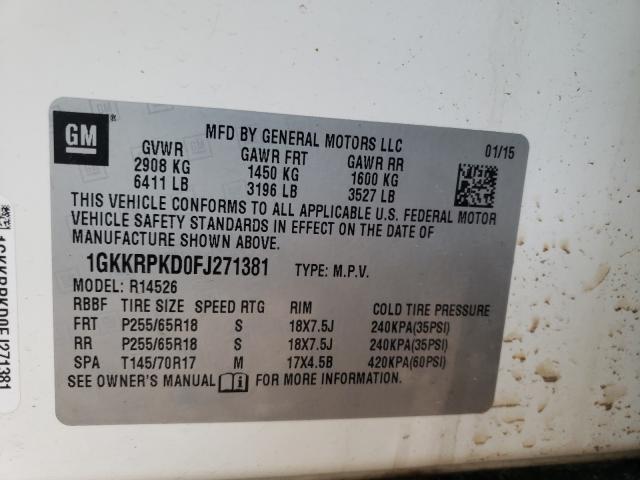 GM
®
MFD BY GENERAL MOTORS LLC
01/15
GVWR GAWR FRT GAWR RR
2908 KG 1450 KG 1600 KG
6411 LB 3196 LB 3527 LB
THIS VEHICLE CONFORMS TO ALL APPLICABLE U.S. FEDERAL MOTOR
VEHICLE SAFETY STANDARDS IN EFFECT ON THE DATE OF
MANUFACTURE SHOWN ABOVE.
1GKKRPKD0FJ271381 TYPE: M.P.V.
MODEL: R14526
RBBF TIRE SIZE SPEED RTG RIM COLD TIRE PRESSURE
FRT P255/65R18 S 18X7.5J 240KPA(35PSI)
RR P255/65R18 S 18X7.5J 240KPA(35PSI)
SPA T145/70R17 M 17X4.5B 420KPA(60PSI)
SEE OWNER'S MANUAL FOR MORE INFORMATION.
1GKKRPKD0FJ271381